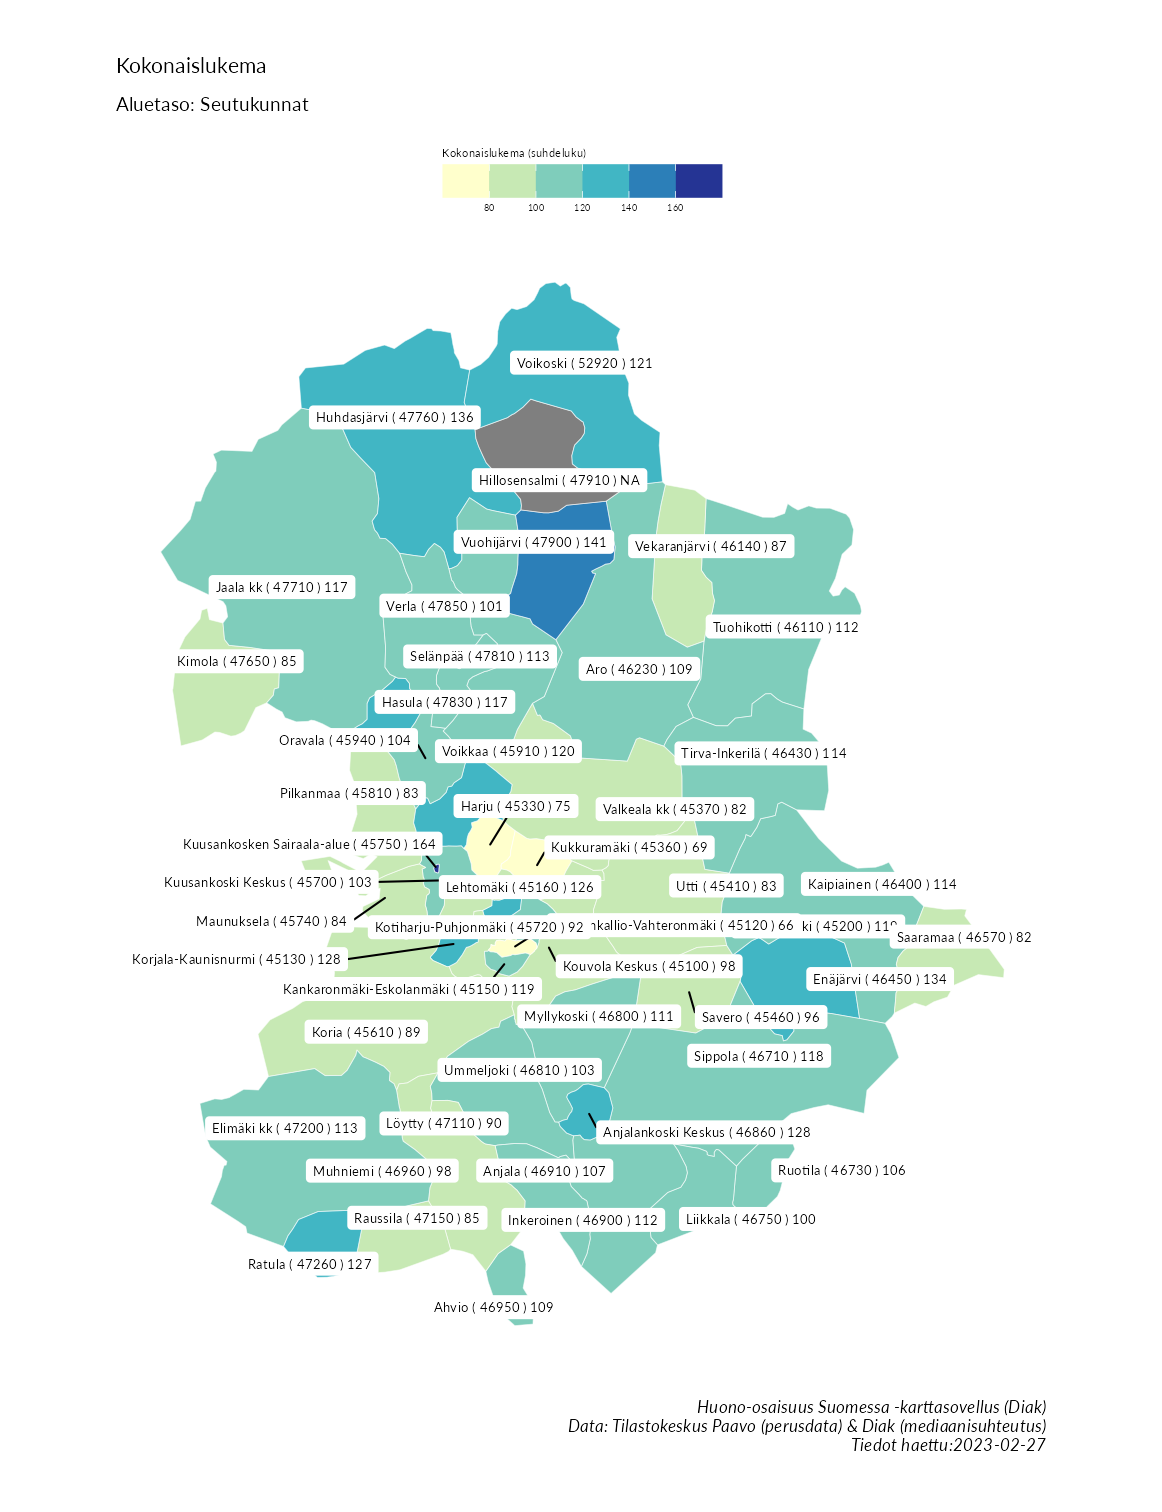 Kokonaislukema
Aluetaso: Seutukunnat
Kokonaislukema (suhdeluku)
80 100 120 140 160
Voikoski ( 52920 ) 121
Huhdasjärvi ( 47760 ) 136
Hillosensalmi ( 47910 ) NA
Vuohijärvi ( 47900 ) 141
Vekaranjärvi ( 46140 ) 87
Jaala kk ( 47710 ) 117
Verla ( 47850 ) 101
Tuohikotti ( 46110 ) 112
Selänpää ( 47810 ) 113
Kimola ( 47650 ) 85
Aro ( 46230 ) 109
Hasula ( 47830 ) 117
Oravala ( 45940 ) 104
Voikkaa ( 45910 ) 120
Tirva-Inkerilä ( 46430 ) 114
Pilkanmaa ( 45810 ) 83
Harju ( 45330 ) 75
Valkeala kk ( 45370 ) 82
Kuusankosken Sairaala-alue ( 45750 ) 164
Kukkuramäki ( 45360 ) 69
Kuusankoski Keskus ( 45700 ) 103
Lehtomäki ( 45160 ) 126
Utti ( 45410 ) 83
Kaipiainen ( 46400 ) 114
Maunuksela ( 45740 ) 84
Kotiharju-Puhjonmäki ( 45720 ) 92
nkallio-Vahteronmäki ( 45120 ) 66
ki ( 45200 )
Saaramaa ( 46570 ) 82
Korjala-Kaunisnurmi ( 45130 ) 128
Kouvola Keskus ( 45100 ) 98
Enäjärvi ( 46450 ) 134
Kankaronmäki-Eskolanmäki ( 45150 ) 119
Myllykoski ( 46800 ) 111
Savero ( 45460 ) 96
Koria ( 45610 ) 89
Sippola ( 46710 ) 118
Ummeljoki ( 46810 ) 103
Elimäki kk ( 47200 ) 113
Löytty ( 47110 ) 90
Anjalankoski Keskus ( 46860 ) 128
Muhniemi ( 46960 ) 98
Anjala ( 46910 ) 107
Ruotila ( 46730 ) 106
Raussila ( 47150 ) 85
Inkeroinen ( 46900 ) 112
Liikkala ( 46750 ) 100
Ratula ( 47260 ) 127
Ahvio ( 46950 ) 109
Huono-osaisuus Suomessa -karttasovellus (Diak)
Data: Tilastokeskus Paavo (perusdata) & Diak (mediaanisuhteutus)
Tiedot haettu:2023-02-27